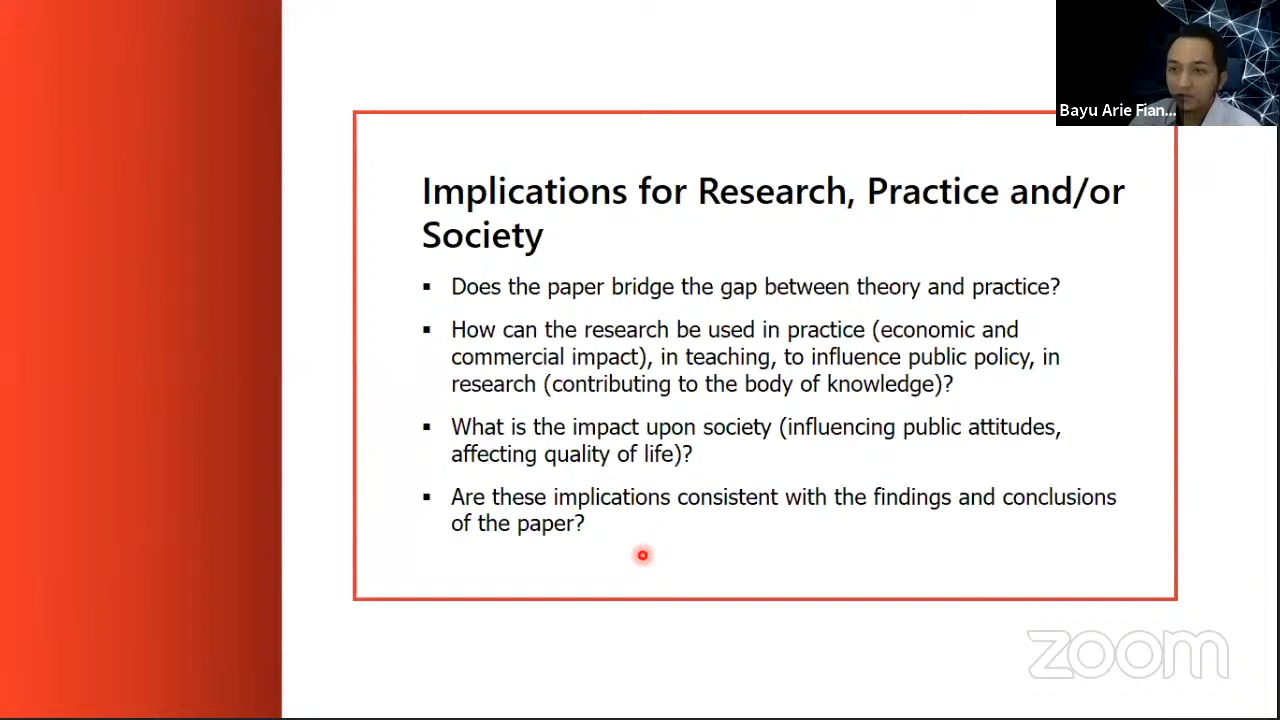 Bayu Arie Fian...
Implications for Research, Practice and/or
Society
▪ Does the paper bridge the gap between theory and practice?
▪ How can the research be used in practice (economic and
commercial impact), in teaching, to influence public policy, in
research (contributing to the body of knowledge)?
▪ What is the impact upon society (influencing public attitudes,
affecting quality of life)?
▪ Are these implications consistent with the findings and conclusions
of the paper?
zoom